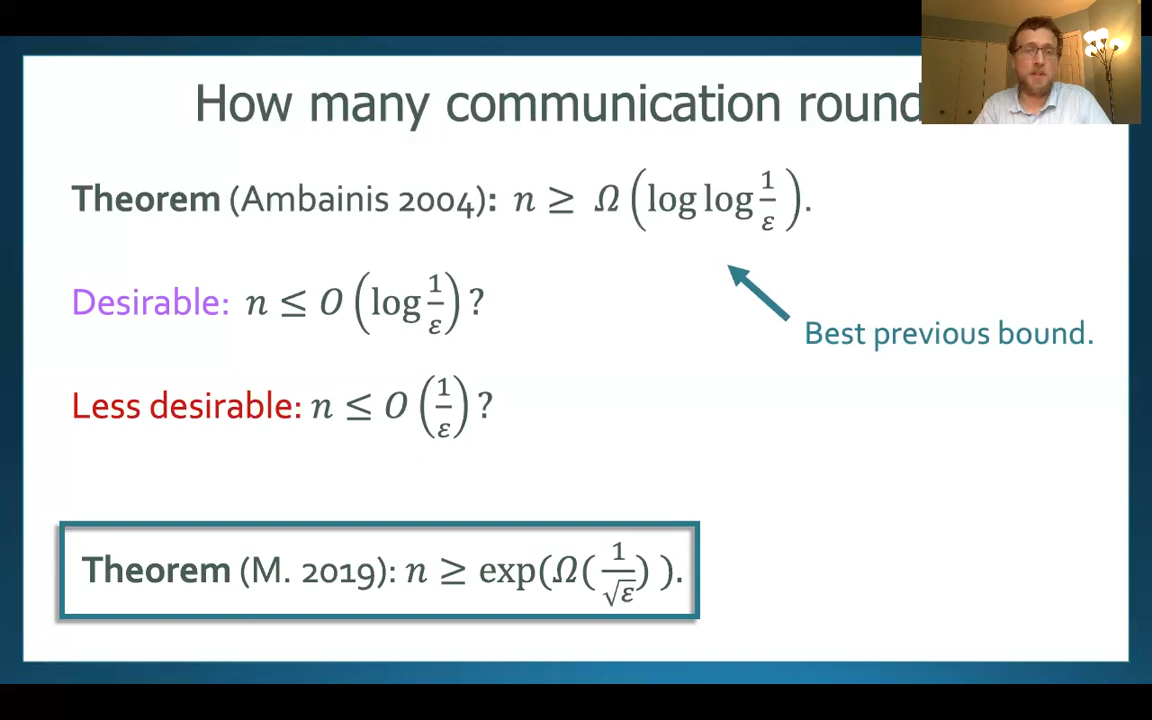 How many communication round
Theorem (Ambainis 2004): n ≥ Ω(log log 1/ε).
Desirable: n ≤ O(log 1/ε)?
Best previous bound.
Less desirable: n ≤ O(1/ε)?
Theorem (M. 2019): n ≥ exp(Ω(1/√ε) ).